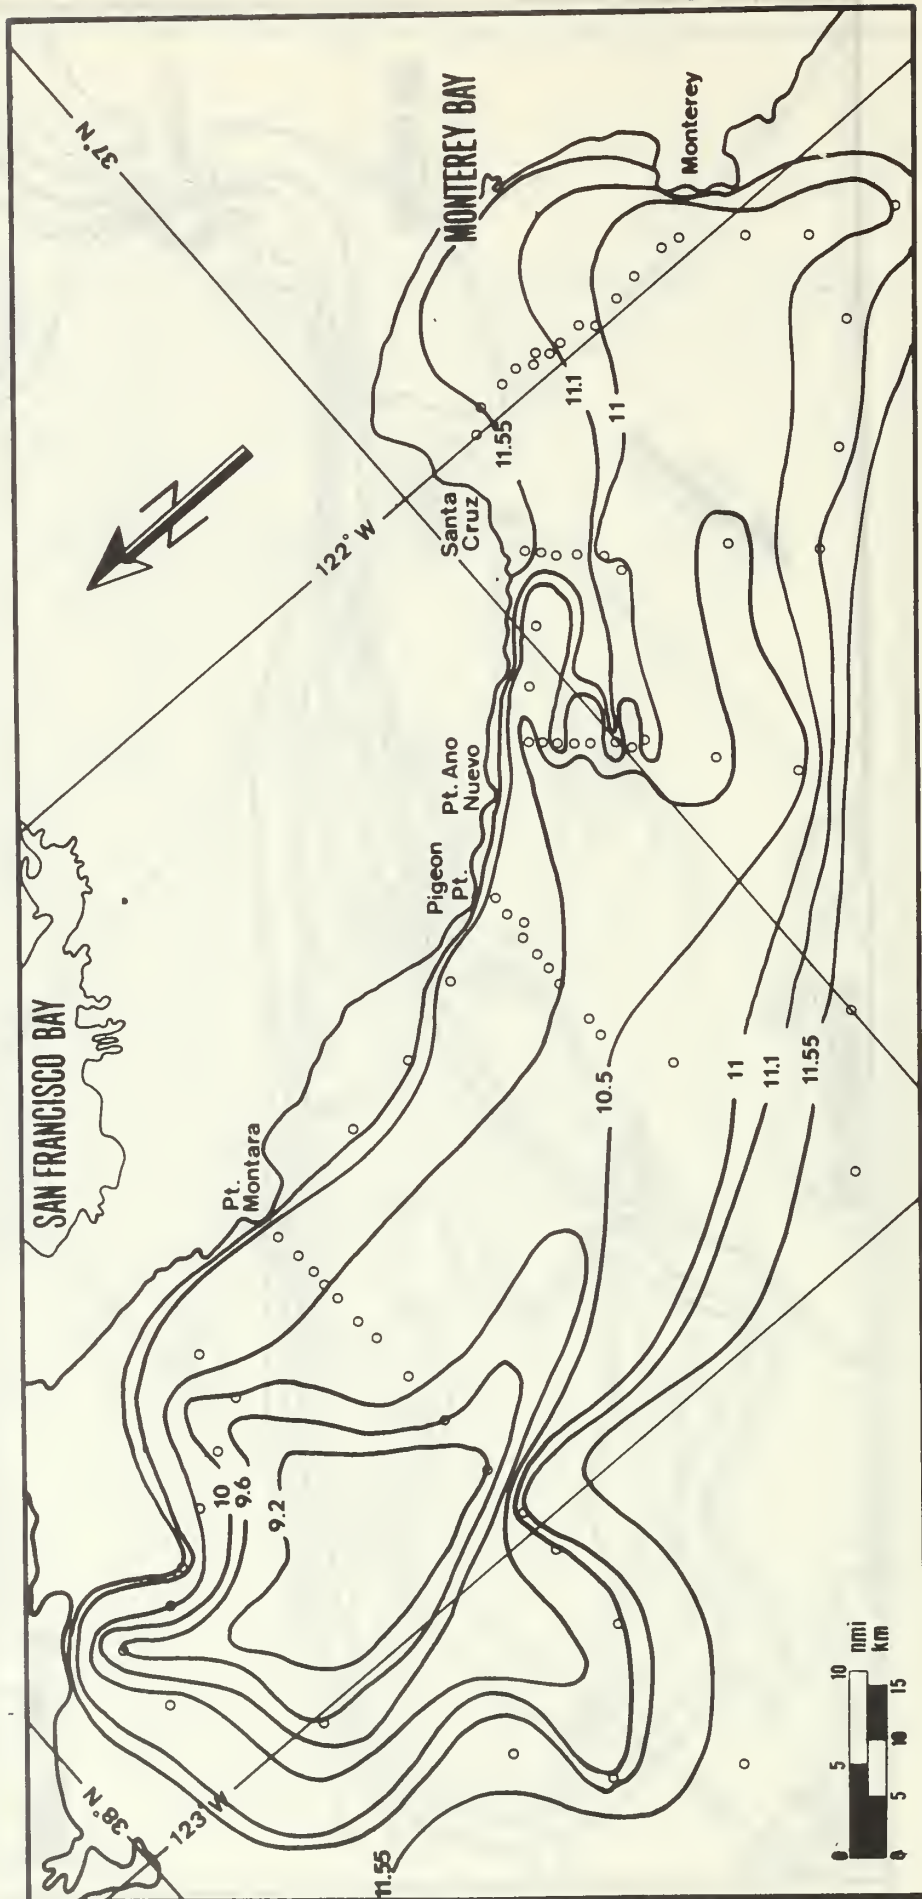 37°N
MONTEREY BAY
Monterey
11.55
11.1
11
Santa
Cruz
122° W
Pt. Ano
Nuevo
Pigeon
Pt.
SAN FRANCISCO BAY
Pt.
Montara
10.5
11
11.1
11.55
10
9.6
9.2
38°N
123°W
11.55
0 5 10 nmi
0 5 10 15 km
N